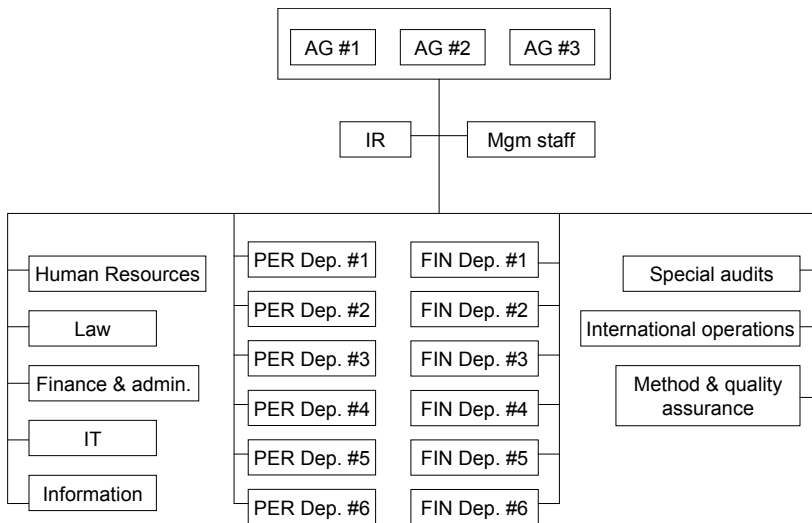 AG #1
AG #2
AG #3
IR
Mgm staff
Human Resources
Law
Finance & admin.
IT
Information
PER Dep. #1
PER Dep. #2
PER Dep. #3
PER Dep. #4
PER Dep. #5
PER Dep. #6
FIN Dep. #1
FIN Dep. #2
FIN Dep. #3
FIN Dep. #4
FIN Dep. #5
FIN Dep. #6
Special audits
International operations
Method & quality
assurance